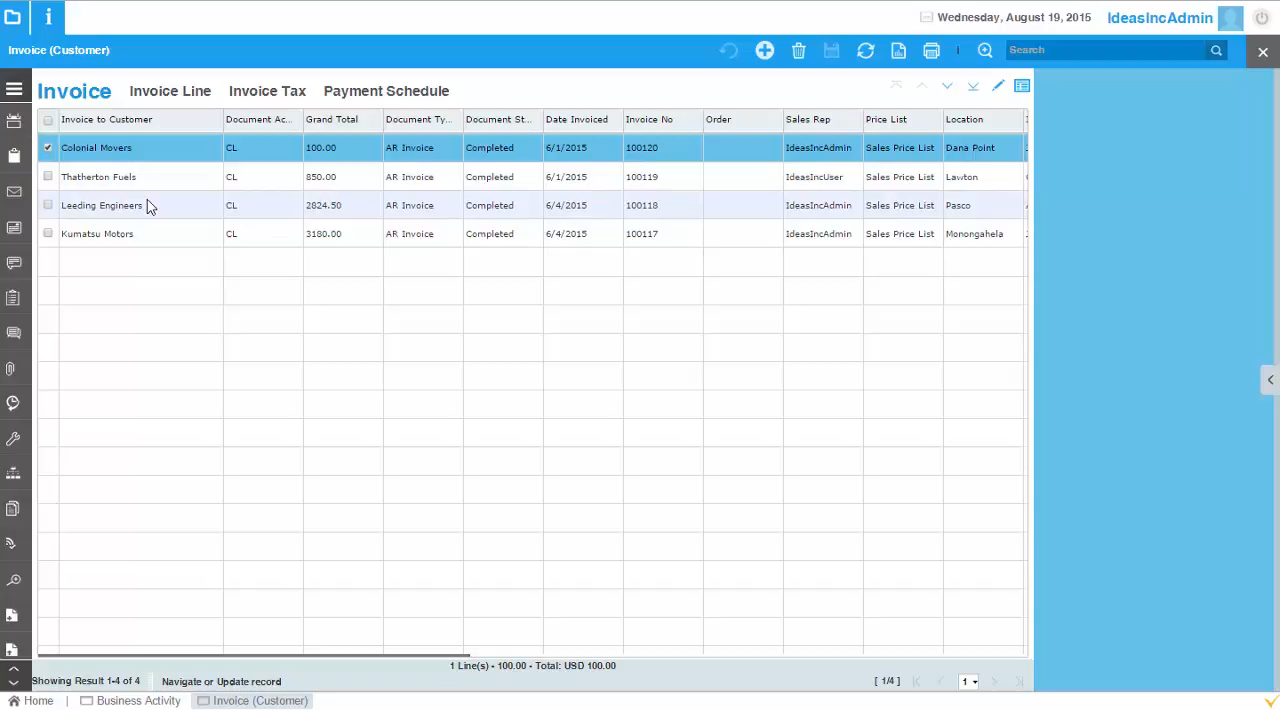 Wednesday, August 19, 2015 IdeasIncAdmin
Invoice (Customer) Search
Invoice Invoice Line Invoice Tax Payment Schedule
Invoice to Customer Document Ac... Grand Total Document Ty... Document St... Date Invoiced Invoice No Order Sales Rep Price List Location
Colonial Movers CL 100.00 AR Invoice Completed 6/1/2015 100120 IdeasIncAdmin Sales Price List Dana Point
Thatherton Fuels CL 850.00 AR Invoice Completed 6/1/2015 100119 IdeasIncUser Sales Price List Lawton
Leeding Engineers CL 2824.50 AR Invoice Completed 6/4/2015 100118 IdeasIncAdmin Sales Price List Pasco
Kumatsu Motors CL 3180.00 AR Invoice Completed 6/4/2015 100117 IdeasIncAdmin Sales Price List Monongahela
1 Line(s) - 100.00 - Total: USD 100.00
Showing Result 1-4 of 4 Navigate or Update record [ 1/4 ] 1
Home | Business Activity Invoice (Customer)